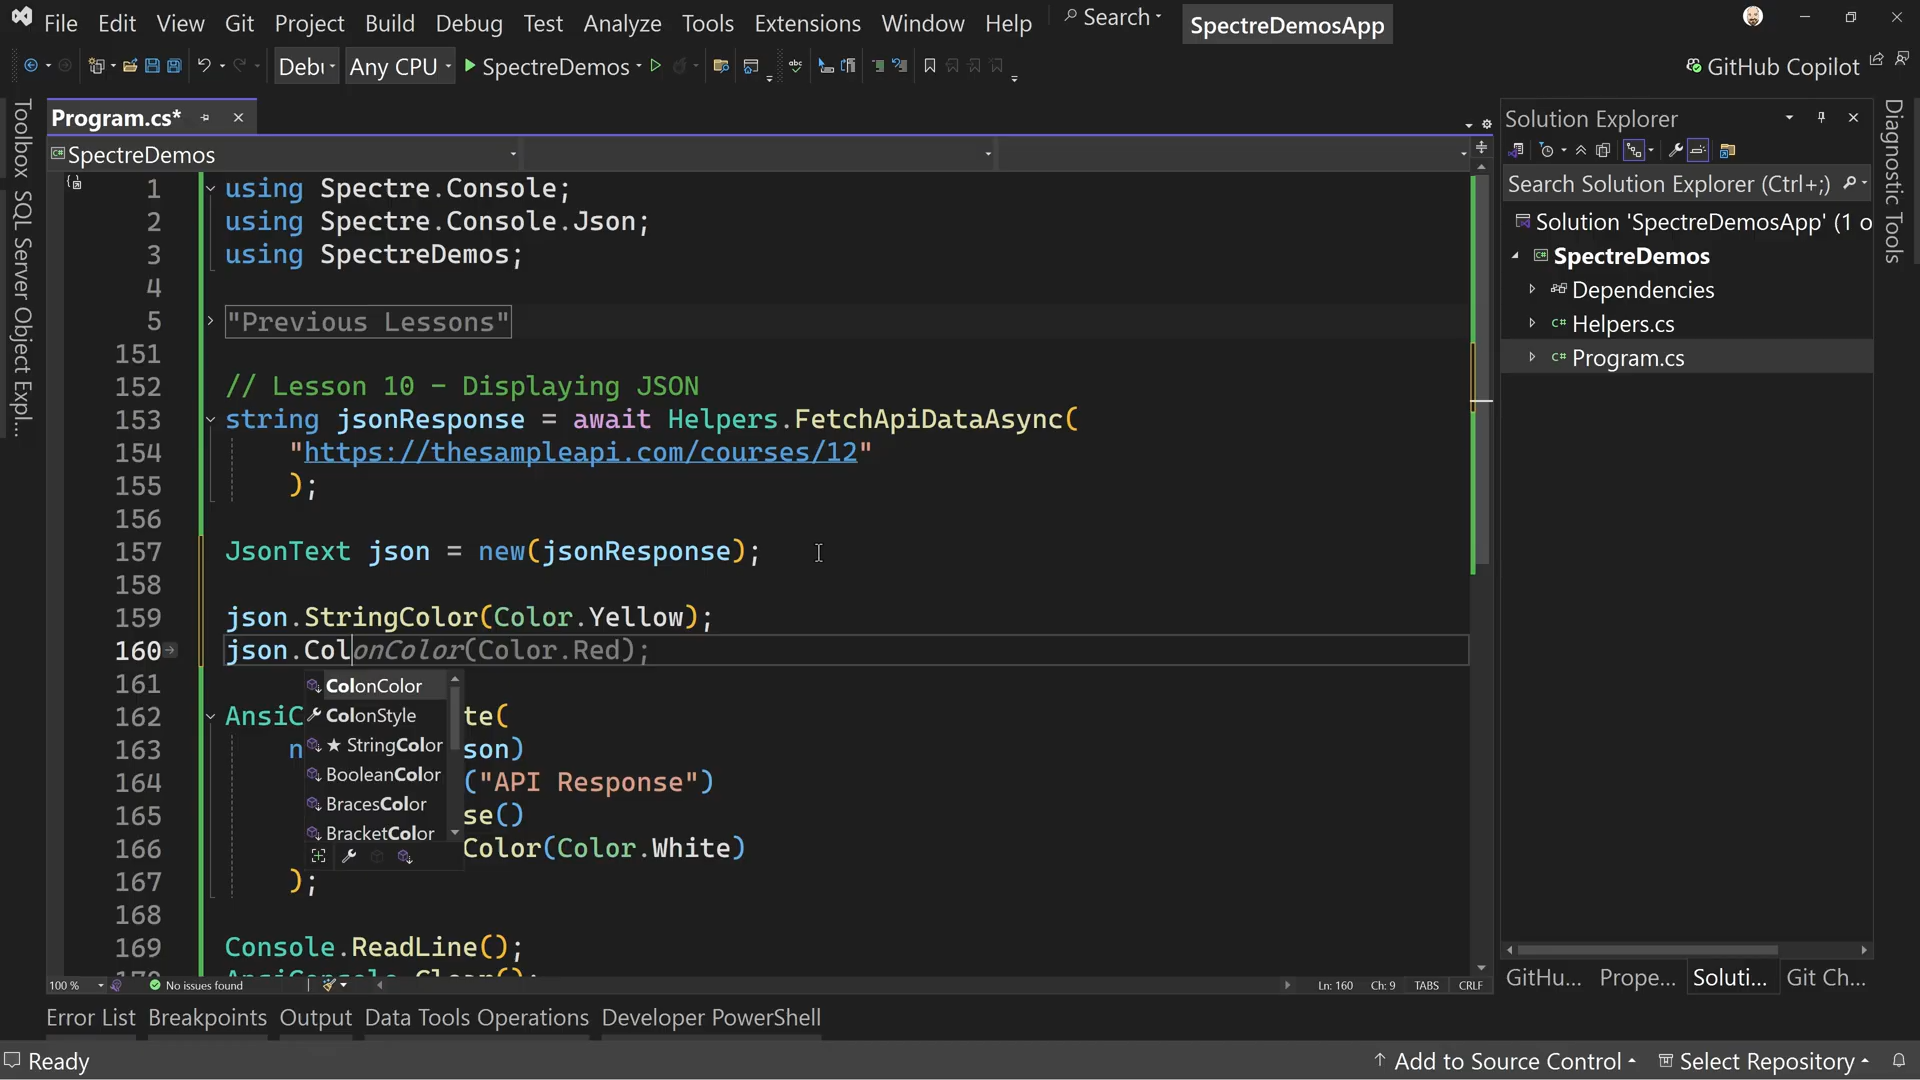 File Edit View Git Project Build Debug Test Analyze Tools Extensions Window Help Search SpectreDemosApp
Debu Any CPU SpectreDemos GitHub Copilot
Toolbox
SQL Server Object Expl...
Program.cs*
SpectreDemos
1 using Spectre.Console;
2 using Spectre.Console.Json;
3 using SpectreDemos;
4
5 "Previous Lessons"
151
152 // Lesson 10 - Displaying JSON
153 string jsonResponse = await Helpers.FetchApiDataAsync(
154 "https://thesampleapi.com/courses/12"
155 );
156
157 JsonText json = new(jsonResponse);
158
159 json.StringColor(Color.Yellow);
160 json.ColonColor(Color.Red);
161
ColonColor
162 AnsiC te(
ColonStyle
163 n son)
★ StringColor
164 ("API Response")
BooleanColor
165 se()
BracesColor
166 Color(Color.White)
BracketColor
167 );
168
169 Console.ReadLine();
170 AnsiConsole.Clear();
100 % No issues found Ln: 160 Ch: 9 TABS CRLF
Solution Explorer
Search Solution Explorer (Ctrl+;)
Solution 'SpectreDemosApp' (1 o
SpectreDemos
Dependencies
C# Helpers.cs
C# Program.cs
GitHu... Prope... Soluti... Git Ch...
Diagnostic Tools
Error List Breakpoints Output Data Tools Operations Developer PowerShell
Ready Add to Source Control Select Repository